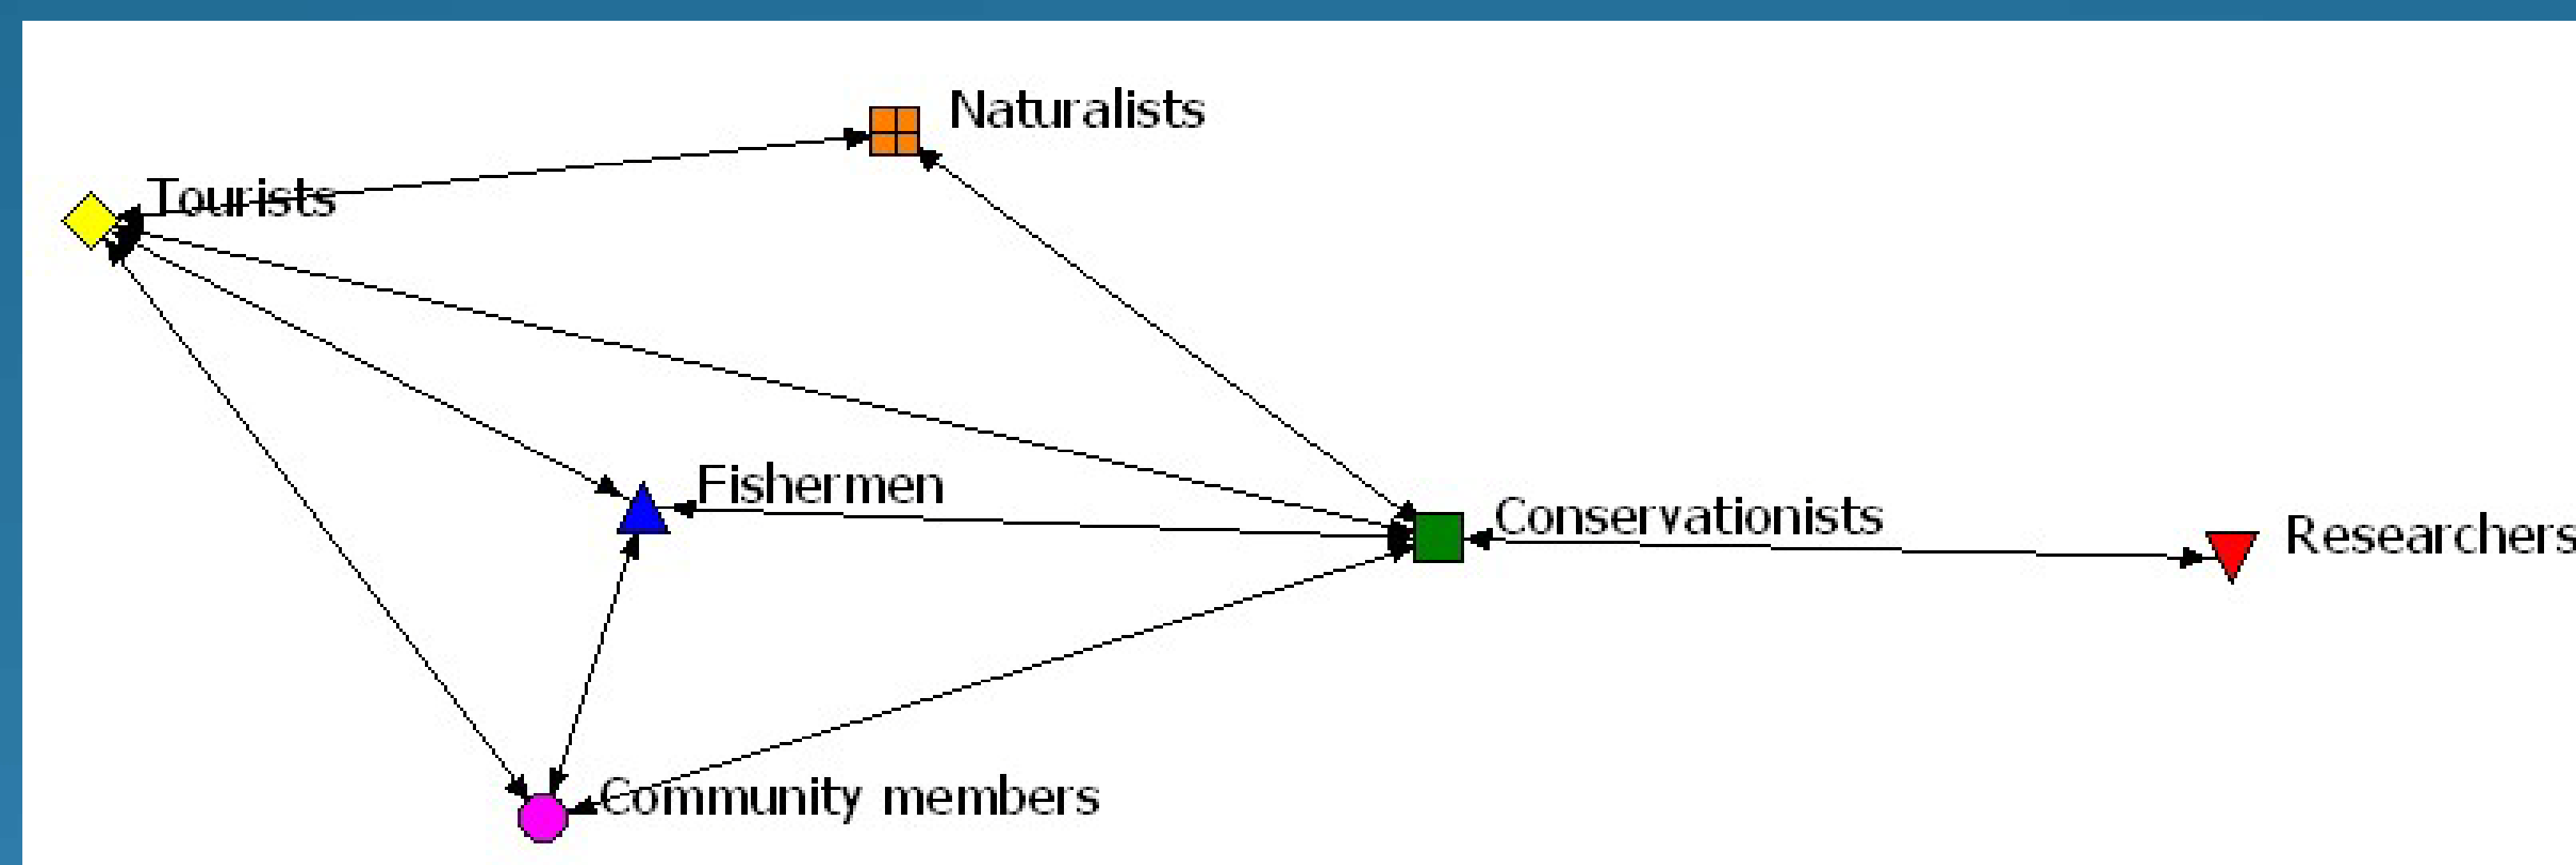 Naturalists
Tourists
Fishermen
Conservationists
Researchers
Community members